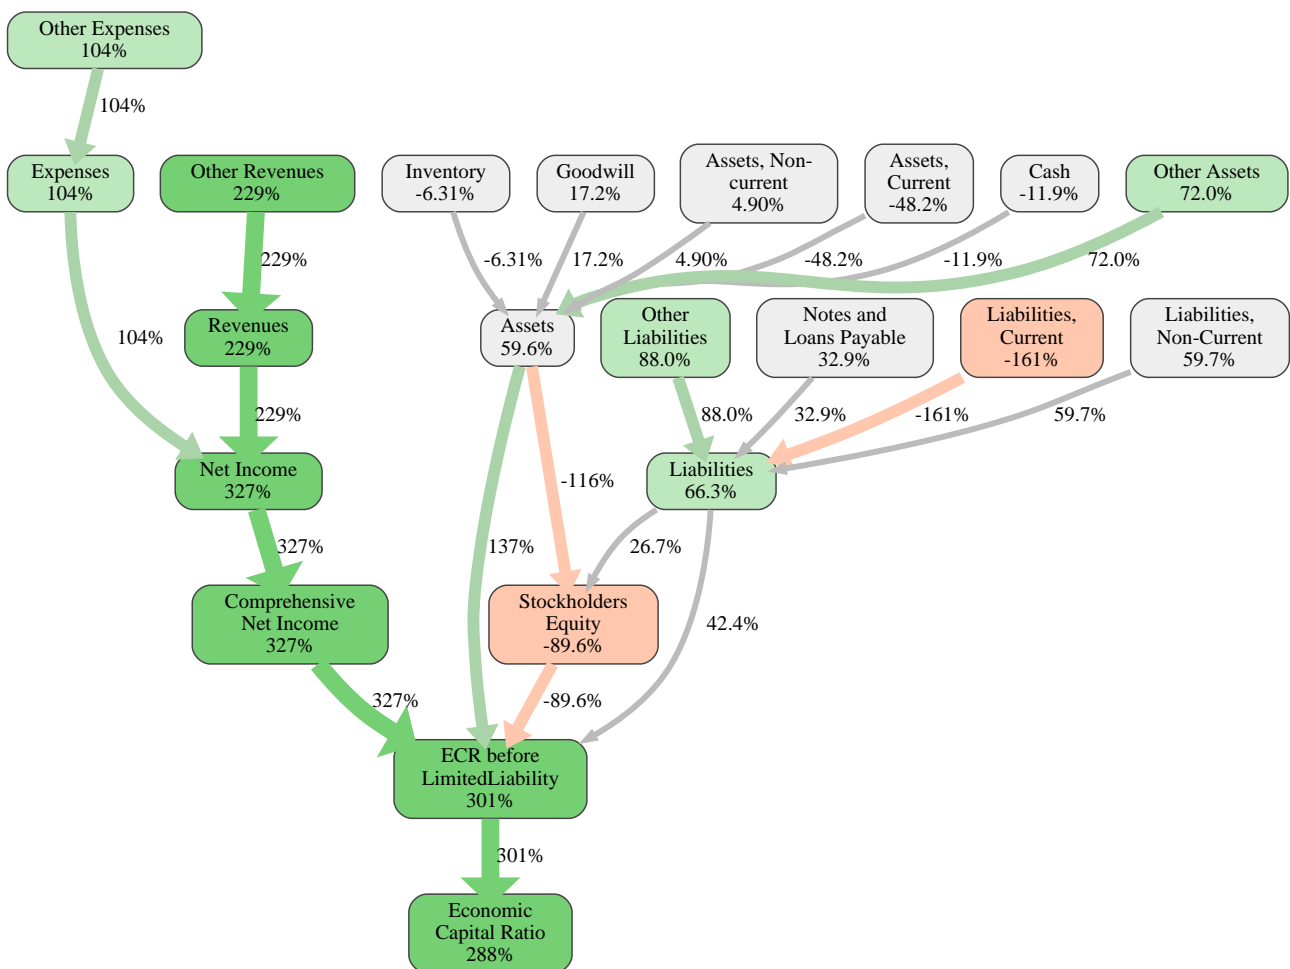 Other Expenses
104%
104%
Expenses
104%
Other Revenues
229%
Inventory
-6.31%
Goodwill
17.2%
Assets, Non-
current
4.90%
Assets,
Current
-48.2%
Cash
-11.9%
Other Assets
72.0%
229%
-6.31%
17.2%
4.90%
-48.2%
-11.9%
72.0%
104%
Revenues
229%
Assets
59.6%
Other
Liabilities
88.0%
Notes and
Loans Payable
32.9%
Liabilities,
Current
-161%
Liabilities,
Non-Current
59.7%
229%
88.0%
32.9%
-161%
59.7%
Net Income
327%
-116%
Liabilities
66.3%
327%
137%
26.7%
42.4%
Comprehensive
Net Income
327%
Stockholders
Equity
-89.6%
327%
-89.6%
ECR before
LimitedLiability
301%
301%
Economic
Capital Ratio
288%